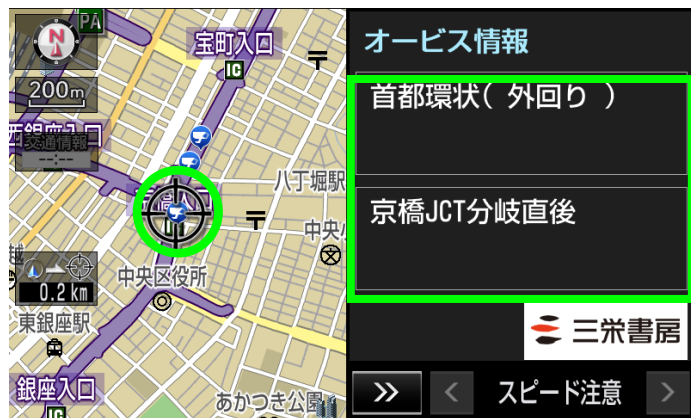 PA
N
宝町入口
IC
200m
西銀座入口
交通情報
--:--
八丁堀駅
中央
越
0.2km
中央区役所
東銀座駅
銀座入口
IC
あかつき公園
オービス情報
首都環状( 外回り )
京橋JCT分岐直後
三栄書房
スピード注意